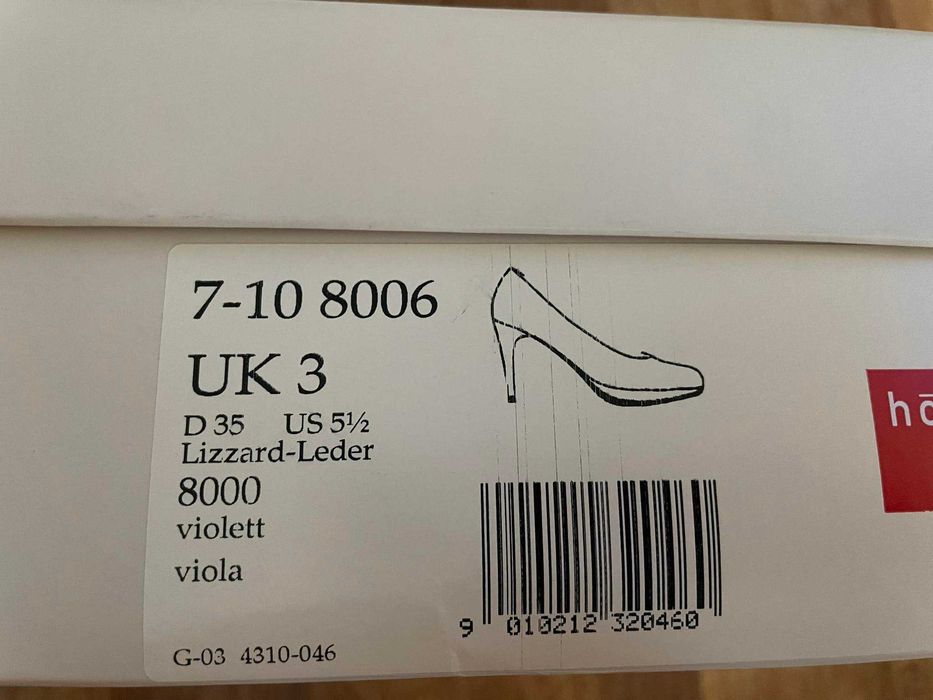 7-10 8006
UK 3
D 35 US 5½
Lizzard-Leder
8000
violett
viola
G-03 4310-046
9 010212 320460